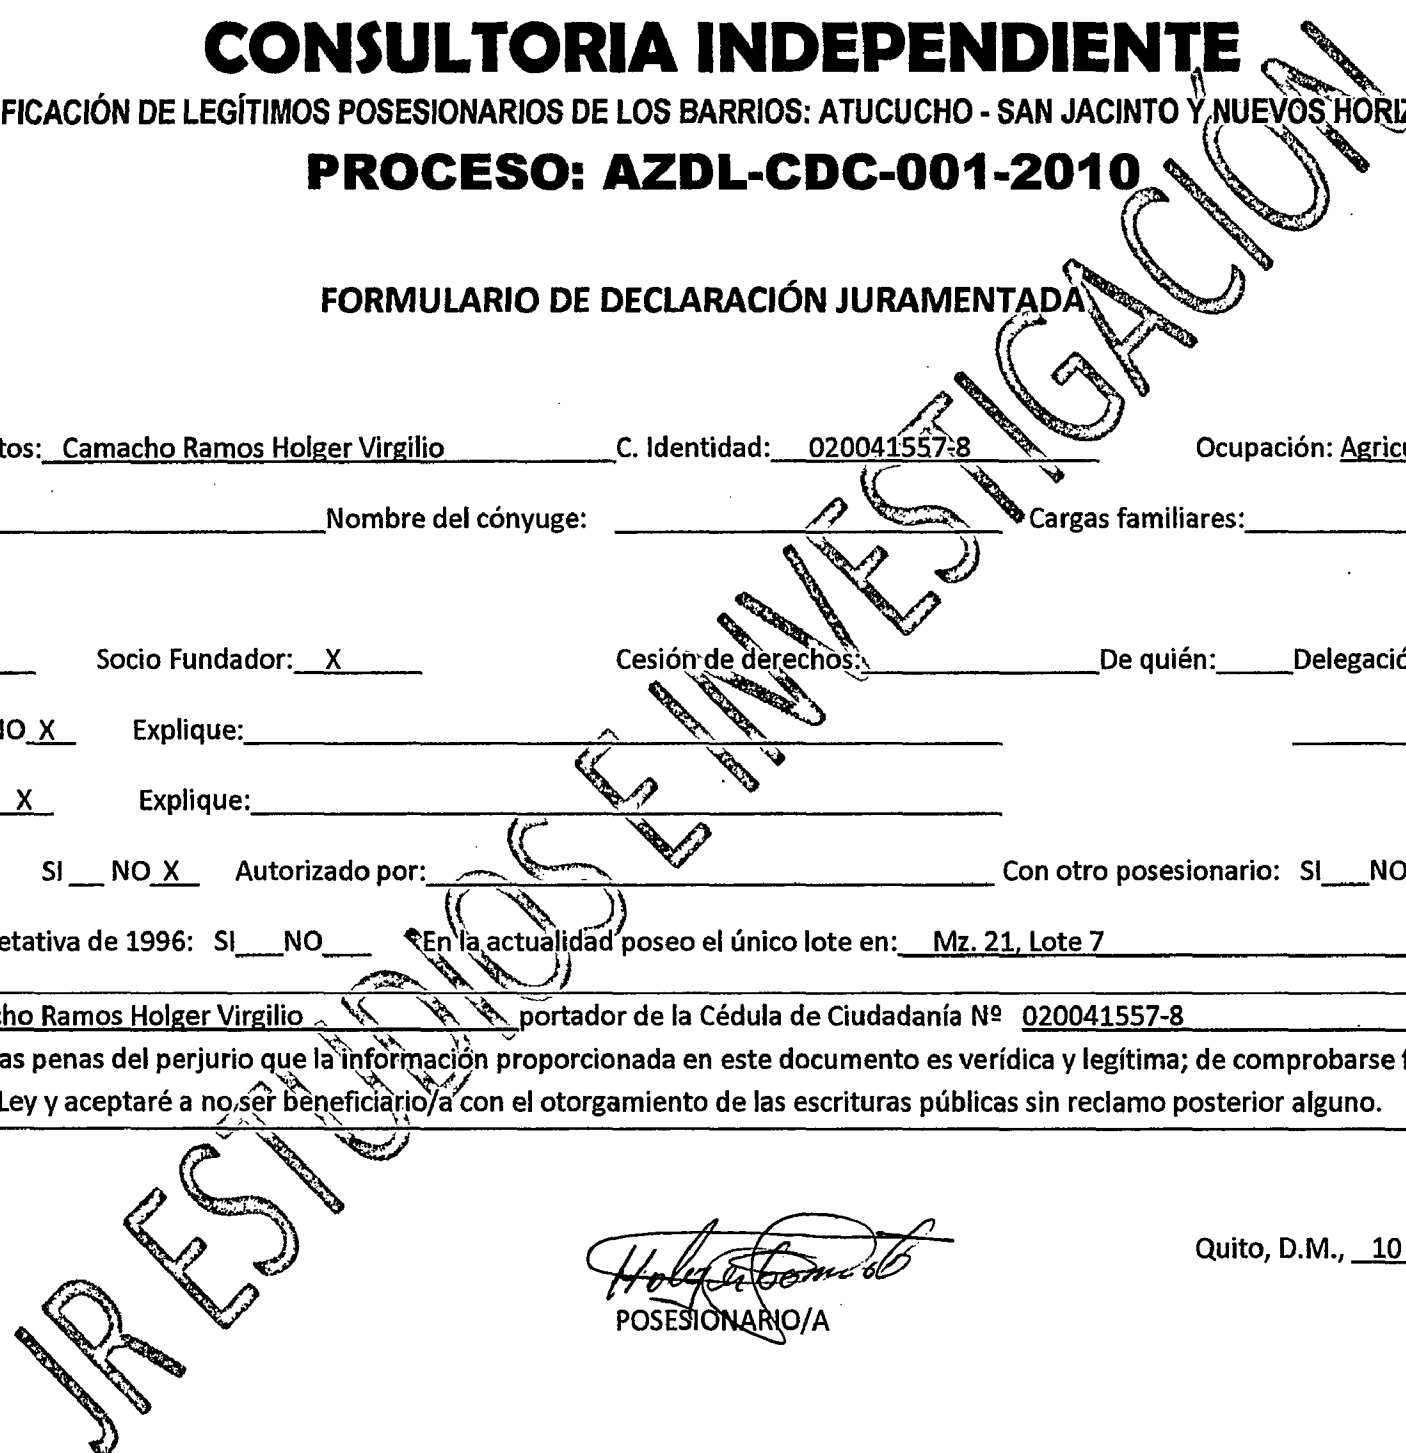 CONSULTORIA INDEPENDIENTE
FICACIÓN DE LEGÍTIMOS POSESIONARIOS DE LOS BARRIOS: ATUCUCHO - SAN JACINTO Y NUEVOS HORIZ
PROCESO: AZDL-CDC-001-2010
FORMULARIO DE DECLARACIÓN JURAMENTADA
tos: Camacho Ramos Holger Virgilio C. Identidad: 020041557-8 Ocupación: Agricu
Nombre del cónyuge: Cargas familiares:
Socio Fundador: X Cesión de derechos: De quién: Delegació
IO X Explique:
X Explique:
SI NO X Autorizado por: Con otro posesionario: SI NO
etativa de 1996: SI NO En la actualidad poseo el único lote en: Mz. 21, Lote 7
cho Ramos Holger Virgilio portador de la Cédula de Ciudadanía Nº 020041557-8
as penas del perjurio que la información proporcionada en este documento es verídica y legítima; de comprobarse f
Ley y aceptaré a no ser beneficiario/a con el otorgamiento de las escrituras públicas sin reclamo posterior alguno.
Quito, D.M., 10
POSESIONARIO/A
JR ESTUDIOS E INVESTIGACIÓN